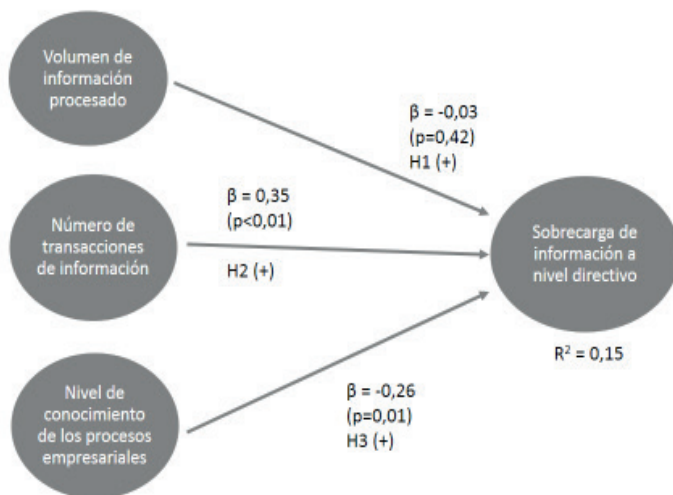 Volumen de
información
procesado
β = -0,03
(p=0,42)
H1 (+)
Número de
transacciones
de información
β = 0,35
(p<0,01)
H2 (+)
Sobrecarga de
información a
nivel directivo
R² = 0,15
Nivel de
conocimiento
de los procesos
empresariales
β = -0,26
(p=0,01)
H3 (+)